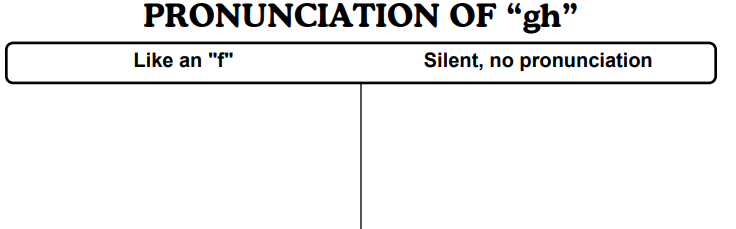 PRONUNCIATION OF “gh”
Like an "f" Silent, no pronunciation